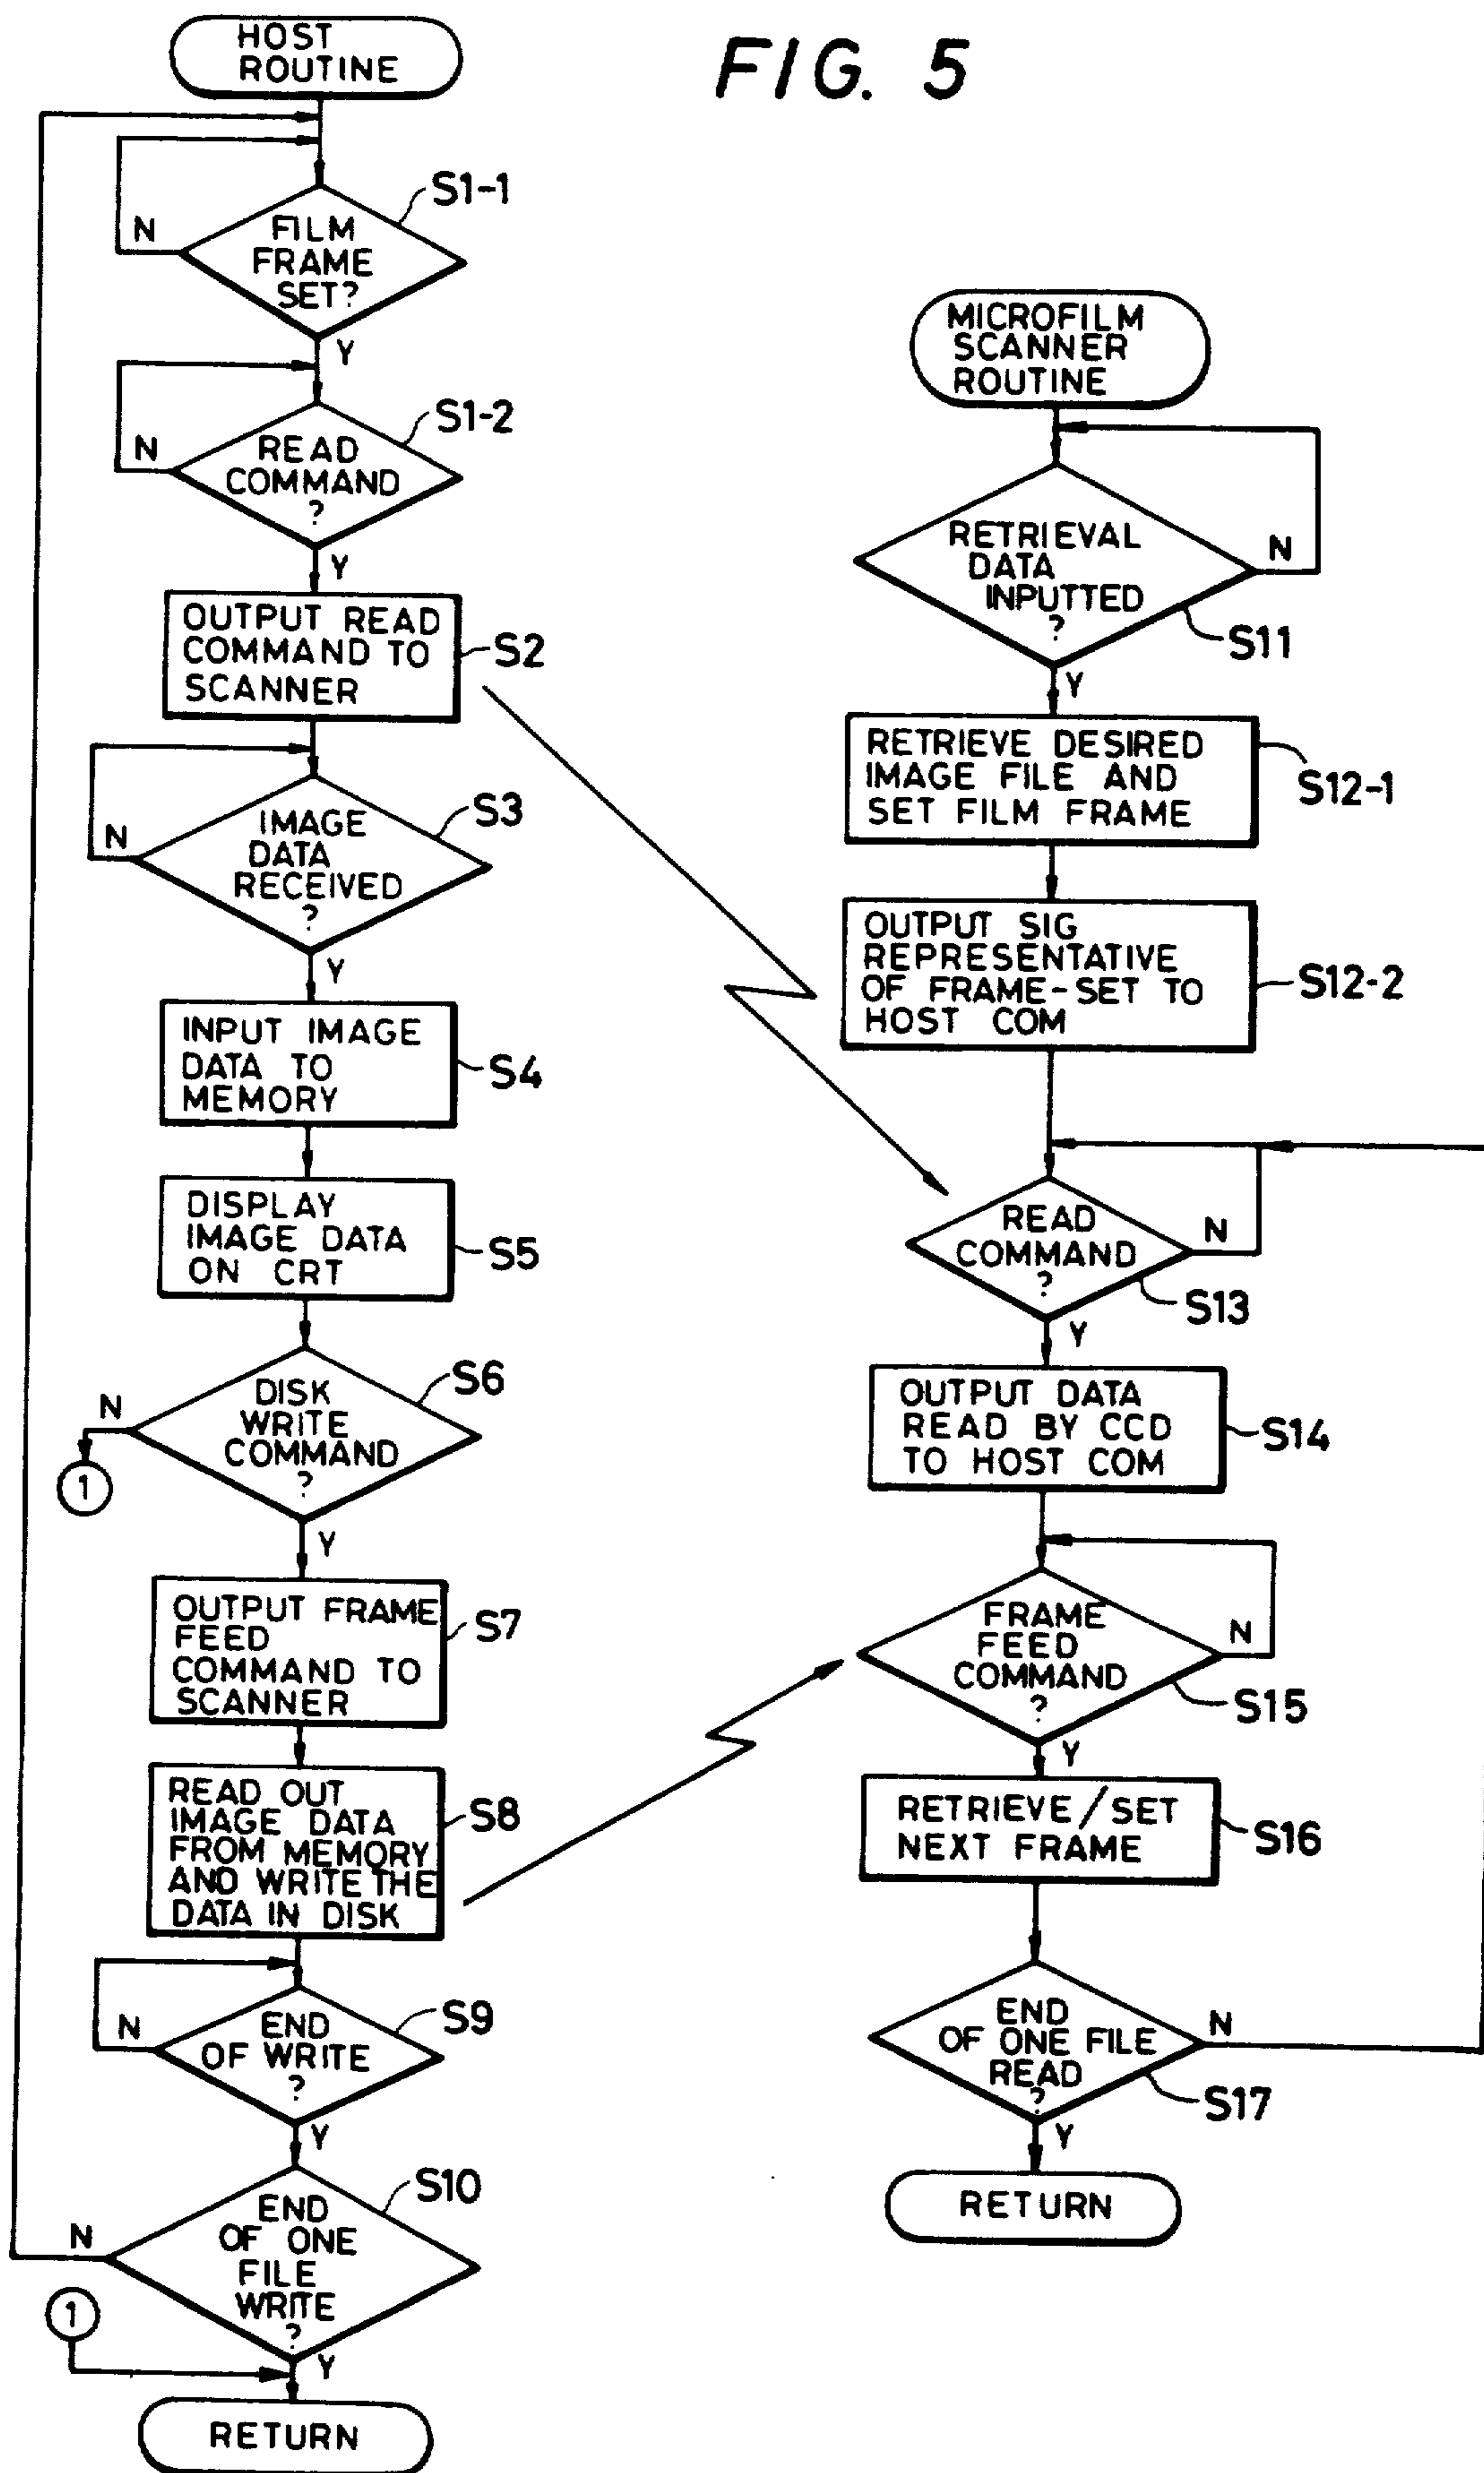 FIG. 5
HOST
ROUTINE
S1-1
FILM
FRAME
SET?
N
Y
S1-2
READ
COMMAND
?
N
Y
OUTPUT READ
COMMAND TO
SCANNER
S2
IMAGE
DATA
RECEIVED
?
S3
N
Y
INPUT IMAGE
DATA TO
MEMORY
S4
DISPLAY
IMAGE DATA
ON CRT
S5
DISK
WRITE
COMMAND
?
S6
N
1
Y
OUTPUT FRAME
FEED
COMMAND TO
SCANNER
S7
READ OUT
IMAGE DATA
FROM MEMORY
AND WRITE THE
DATA IN DISK
S8
END
OF WRITE
?
S9
N
Y
END
OF ONE
FILE
WRITE
?
S10
N
1
Y
RETURN
MICROFILM
SCANNER
ROUTINE
RETRIEVAL
DATA
INPUTTED
?
N
S11
Y
RETRIEVE DESIRED
IMAGE FILE AND
SET FILM FRAME
S12-1
OUTPUT SIG
REPRESENTATIVE
OF FRAME-SET TO
HOST COM
S12-2
READ
COMMAND
?
N
S13
Y
OUTPUT DATA
READ BY CCD
TO HOST COM
S14
FRAME
FEED
COMMAND
?
N
S15
Y
RETRIEVE/SET
NEXT FRAME
S16
END
OF ONE FILE
READ
?
N
S17
Y
RETURN